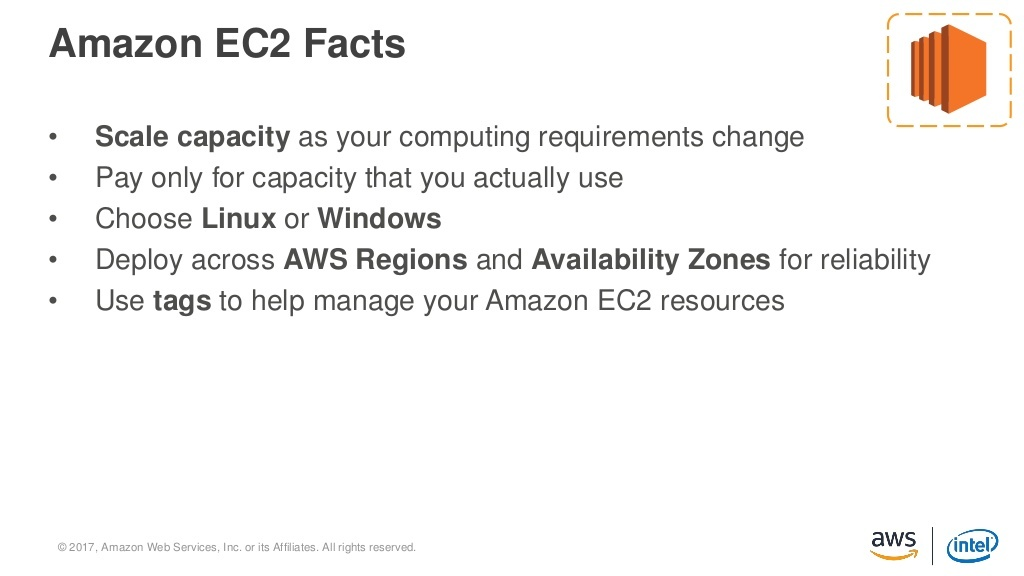 Amazon EC2 Facts
• Scale capacity as your computing requirements change
• Pay only for capacity that you actually use
• Choose Linux or Windows
• Deploy across AWS Regions and Availability Zones for reliability
• Use tags to help manage your Amazon EC2 resources
© 2017, Amazon Web Services, Inc. or its Affiliates. All rights reserved.
aws
intel